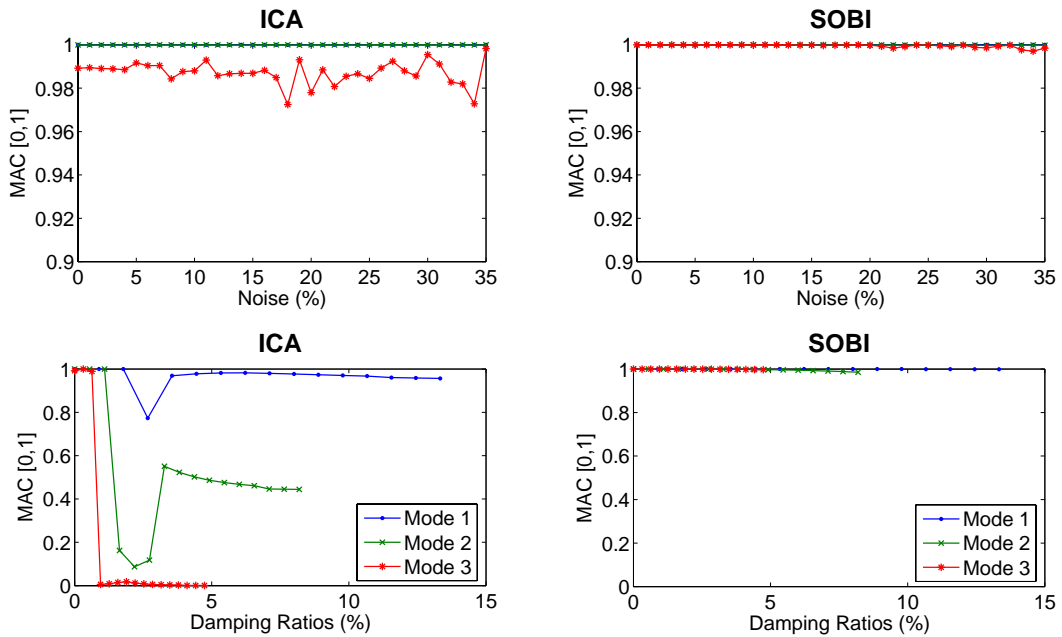 ICA
MAC [0,1]
1
0.98
0.96
0.94
0.92
0.9
0 5 10 15 20 25 30 35
Noise (%)
SOBI
MAC [0,1]
1
0.98
0.96
0.94
0.92
0.9
0 5 10 15 20 25 30 35
Noise (%)
ICA
MAC [0,1]
1
0.8
0.6
0.4
0.2
0
0 5 10 15
Damping Ratios (%)
Mode 1
Mode 2
Mode 3
SOBI
MAC [0,1]
1
0.8
0.6
0.4
0.2
0
0 5 10 15
Damping Ratios (%)
Mode 1
Mode 2
Mode 3